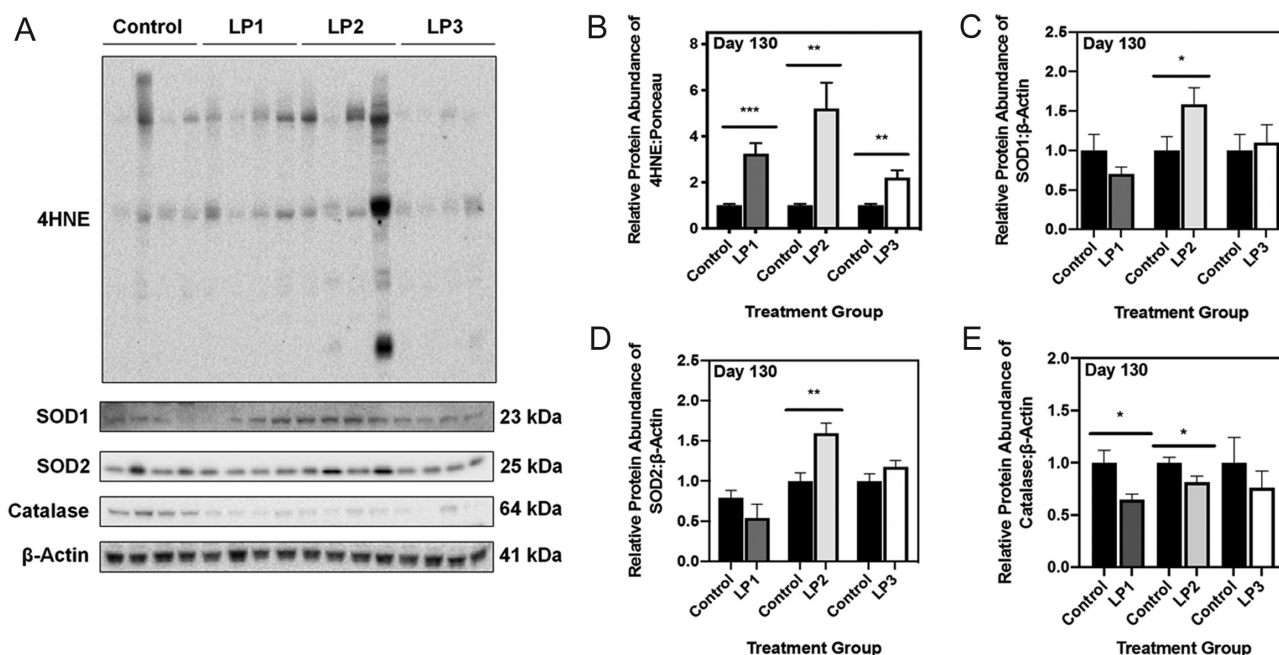 A
Control LP1 LP2 LP3
4HNE
SOD1 23 kDa
SOD2 25 kDa
Catalase 64 kDa
β-Actin 41 kDa
B
Relative Protein Abundance of
4HNE:Ponceau
Day 130
8
6
4
2
0
***
**
**
Control LP1 Control LP2 Control LP3
Treatment Group
C
Relative Protein Abundance of
SOD1:β-Actin
Day 130
2.5
2.0
1.5
1.0
0.5
0.0
*
Control LP1 Control LP2 Control LP3
Treatment Group
D
Relative Protein Abundance of
SOD2:β-Actin
Day 130
2.5
2.0
1.5
1.0
0.5
0.0
**
Control LP1 Control LP2 Control LP3
Treatment Group
E
Relative Protein Abundance of
Catalase:β-Actin
Day 130
2.0
1.5
1.0
0.5
0.0
*
*
Control LP1 Control LP2 Control LP3
Treatment Group